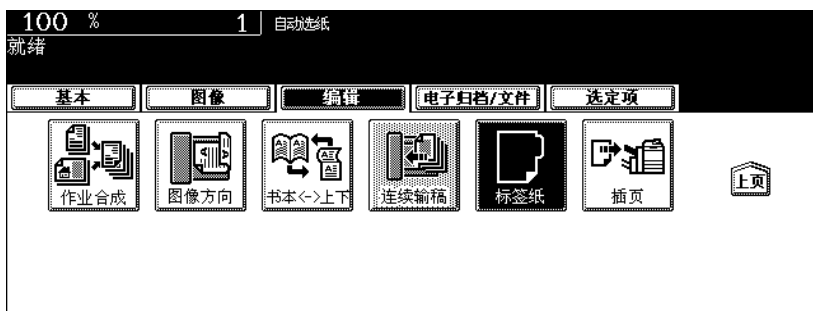 100 % 1 自动选纸
就绪
基本 图像 编辑 电子归档/文件 选定项
作业合成 图像方向 书本<->上下 连续输稿 标签纸 插页 上页